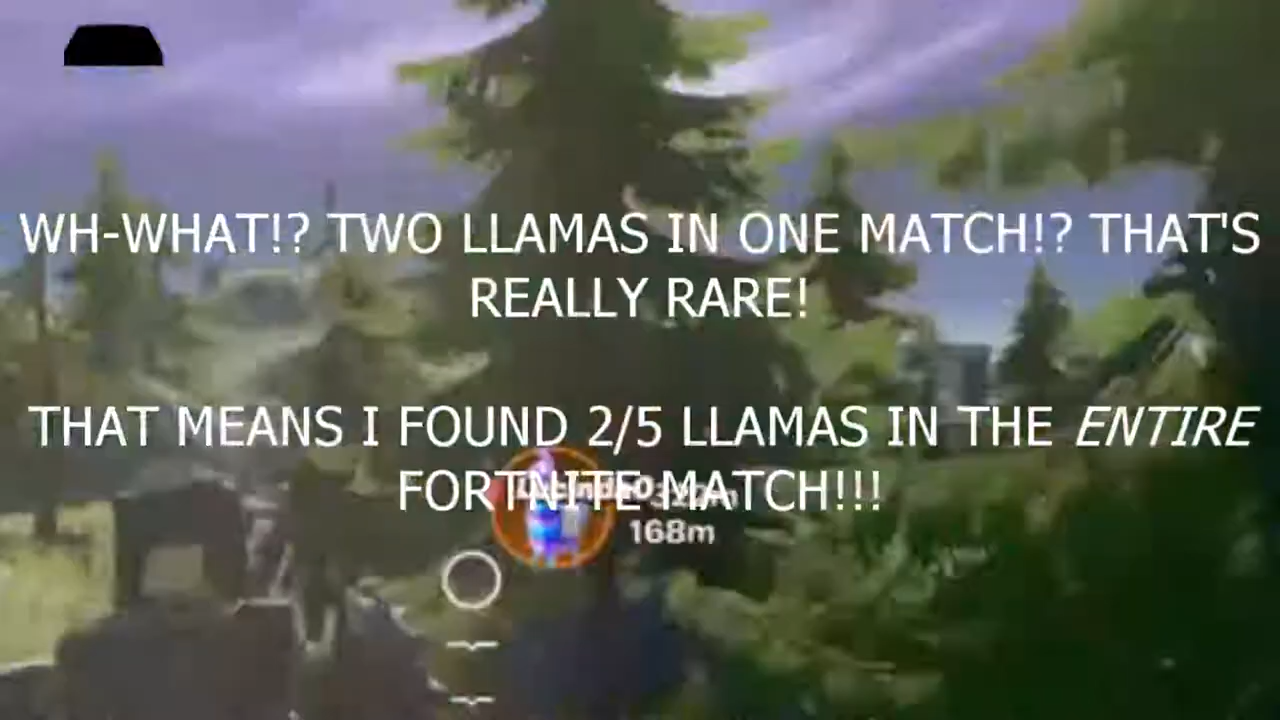 WH-WHAT!? TWO LLAMAS IN ONE MATCH!? THAT'S
REALLY RARE!
THAT MEANS I FOUND 2/5 LLAMAS IN THE ENTIRE
FORTNITE MATCH!!!
168m